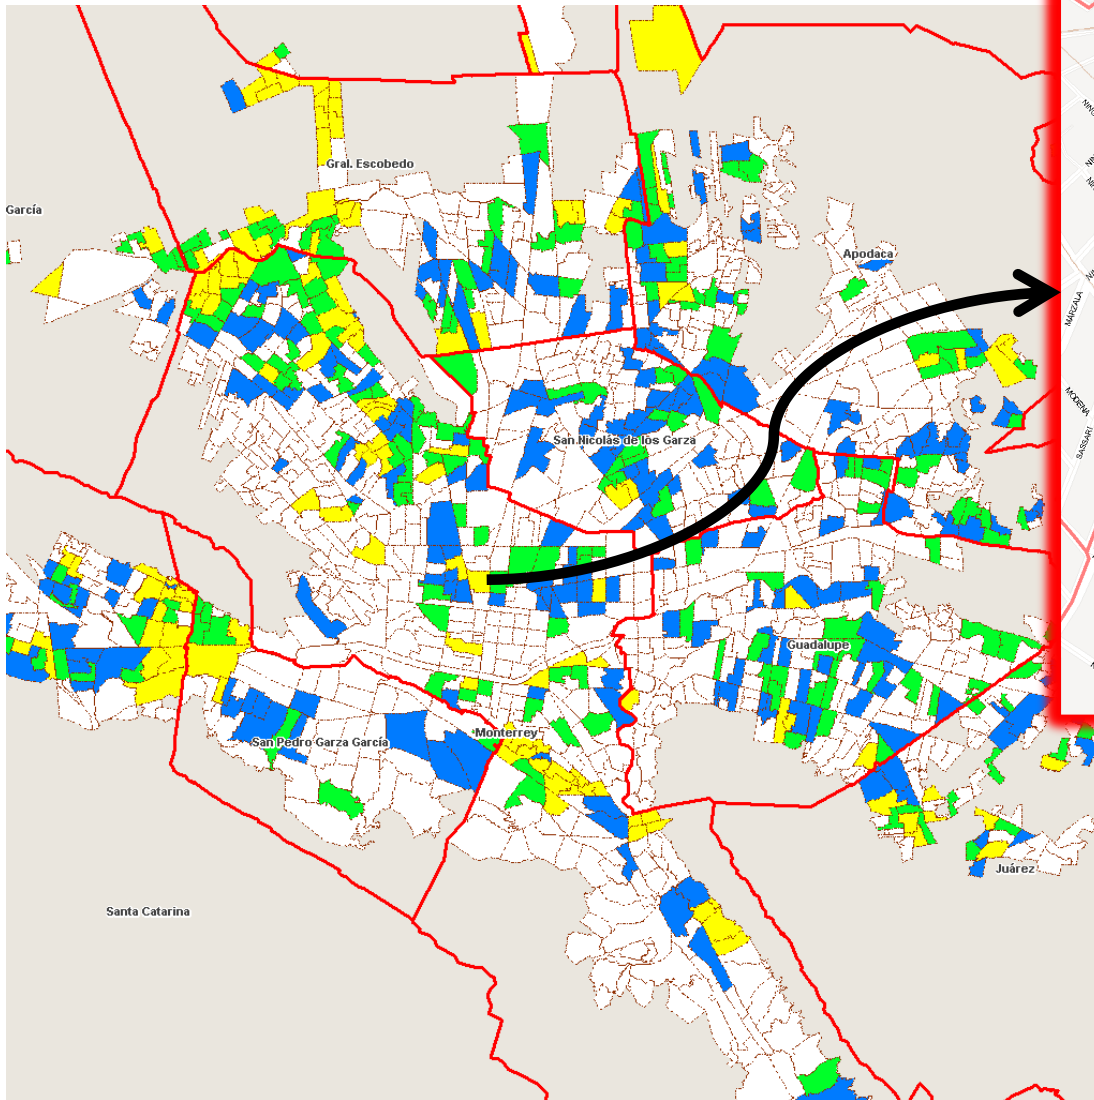 Gral. Escobedo
García
Apodaca
MÁRZALA
MODENA
SASSARI
San Nicolás de los Garza
Guadalupe
Monterrey
San Pedro Garza García
Juárez
Santa Catarina